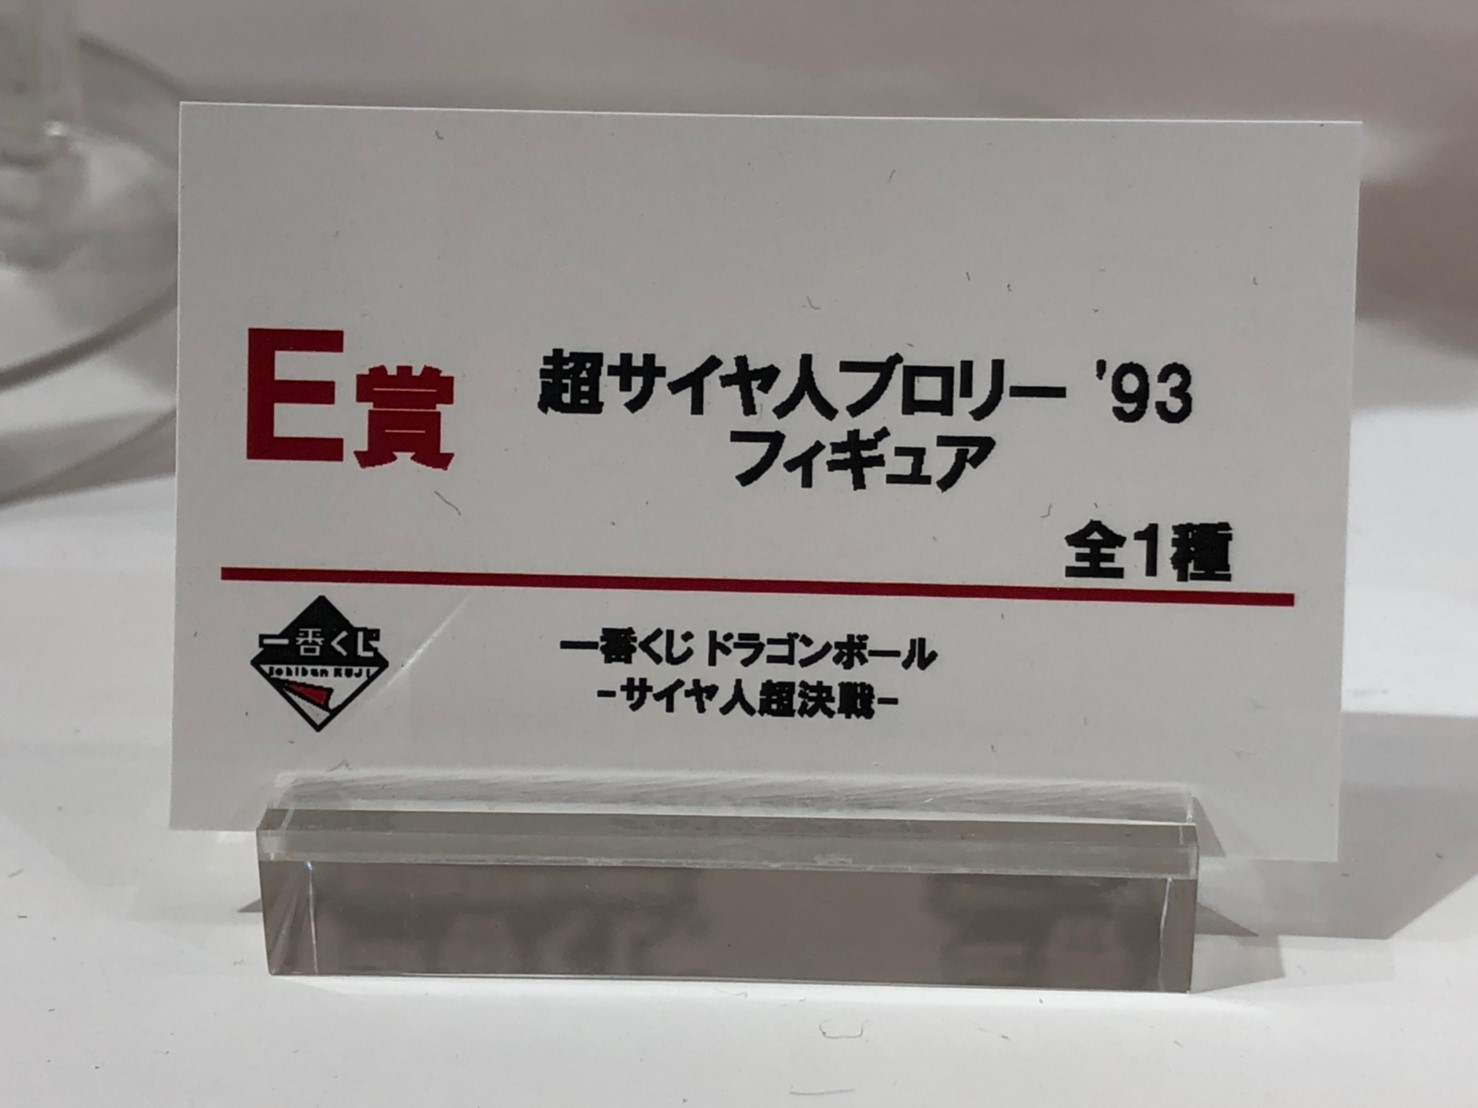 E賞
超サイヤ人ブロリー '93
フィギュア
全1種
一番くじ
Ichiban KUJI
一番くじ ドラゴンボール
-サイヤ人超決戦-